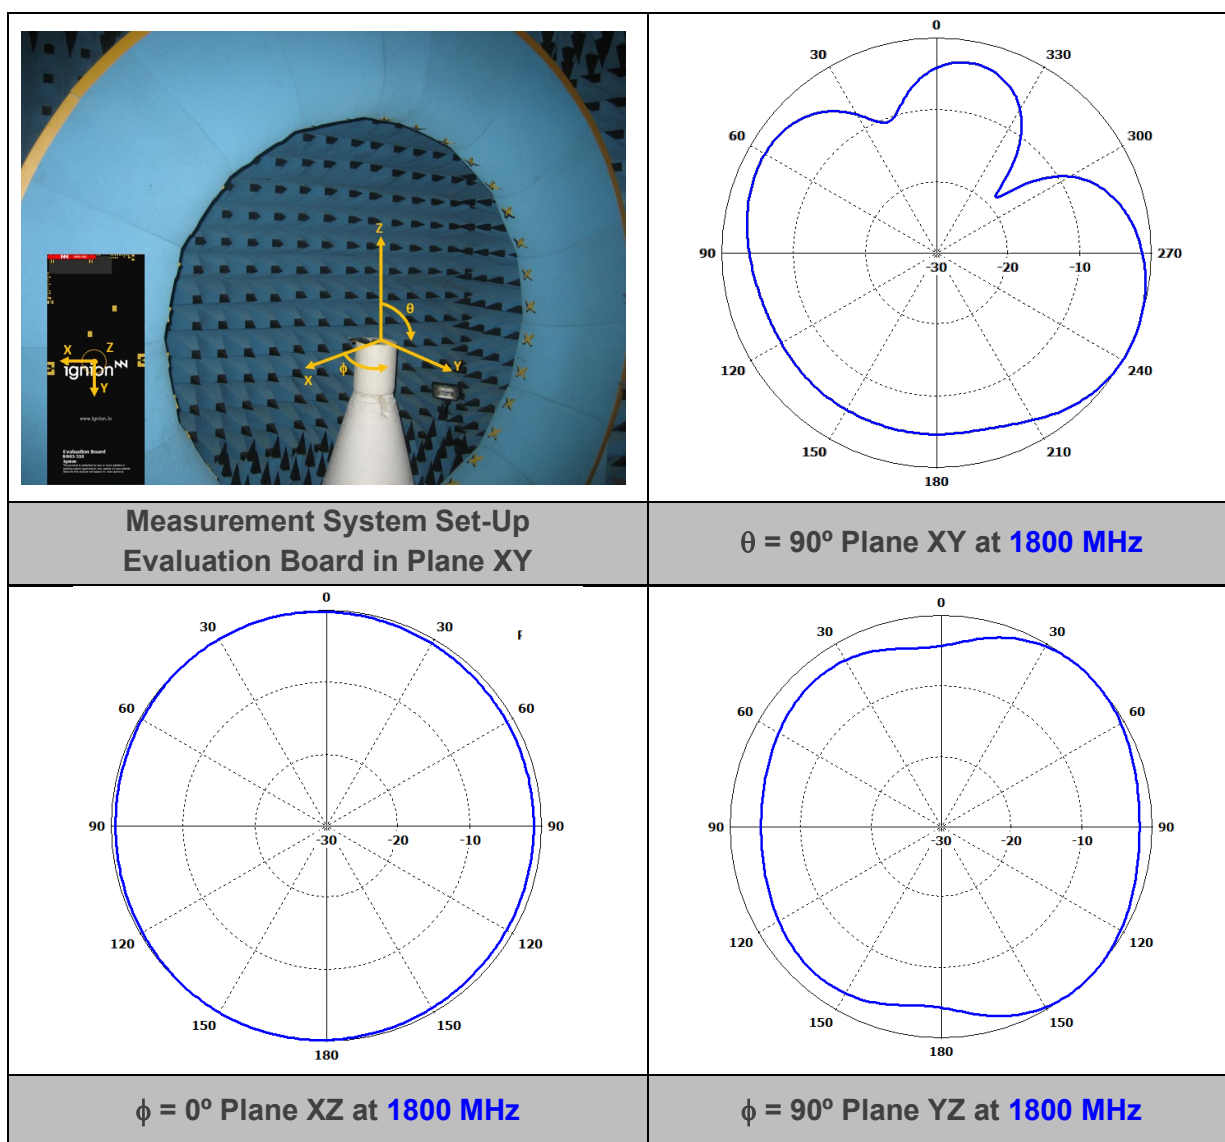 Z
θ
X
ϕ
Y
X
Z
ignion
Y
www.ignion.io
Evaluation Board
0
30
330
60
300
90
-30
-20
-10
270
120
240
150
210
180
Measurement System Set-Up
Evaluation Board in Plane XY
θ = 90º Plane XY at 1800 MHz
0
30
30
60
60
90
-30
-20
-10
90
120
120
150
150
180
0
30
30
60
60
90
-30
-20
-10
90
120
120
150
150
180
ϕ = 0º Plane XZ at 1800 MHz
ϕ = 90º Plane YZ at 1800 MHz